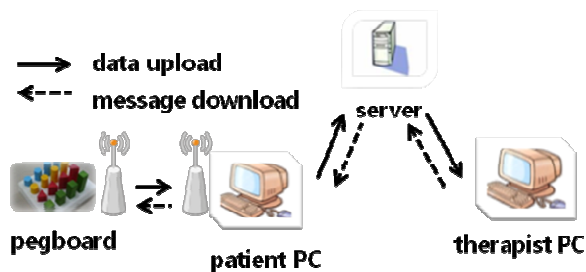 data upload
message download
server
pegboard
patient PC
therapist PC